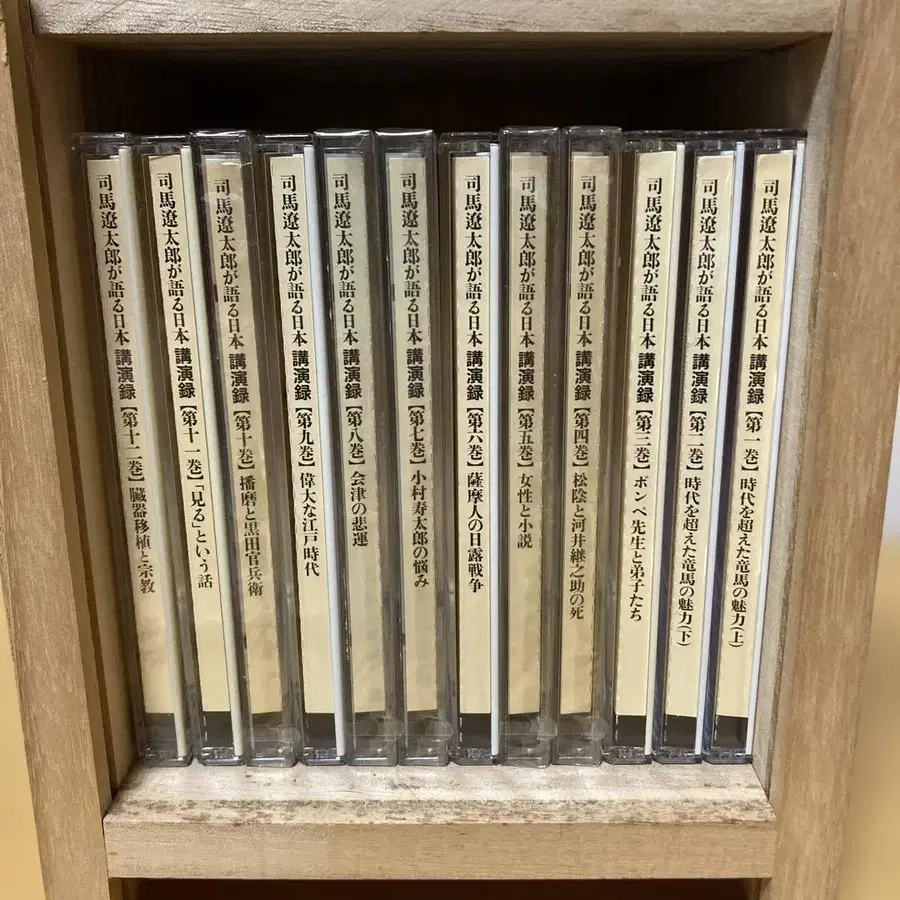 司馬遼太郎が語る日本 講演録【第一巻】時代を超えた竜馬の魅力(上)
司馬遼太郎が語る日本 講演録【第二巻】時代を超えた竜馬の魅力(下)
司馬遼太郎が語る日本 講演録【第三巻】ポンペ先生と弟子たち
司馬遼太郎が語る日本 講演録【第四巻】松陰と河井継之助の死
司馬遼太郎が語る日本 講演録【第五巻】女性と小説
司馬遼太郎が語る日本 講演録【第六巻】薩摩人の日露戦争
司馬遼太郎が語る日本 講演録【第七巻】小村寿太郎の悩み
司馬遼太郎が語る日本 講演録【第八巻】会津の悲運
司馬遼太郎が語る日本 講演録【第九巻】偉大な江戸時代
司馬遼太郎が語る日本 講演録【第十巻】播磨と黒田官兵衛
司馬遼太郎が語る日本 講演録【第十一巻】「見る」という話
司馬遼太郎が語る日本 講演録【第十二巻】臓器移植と宗教